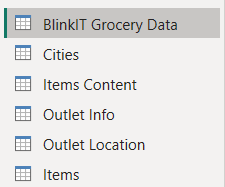 BlinkIT Grocery Data
Cities
Items Content
Outlet Info
Outlet Location
Items